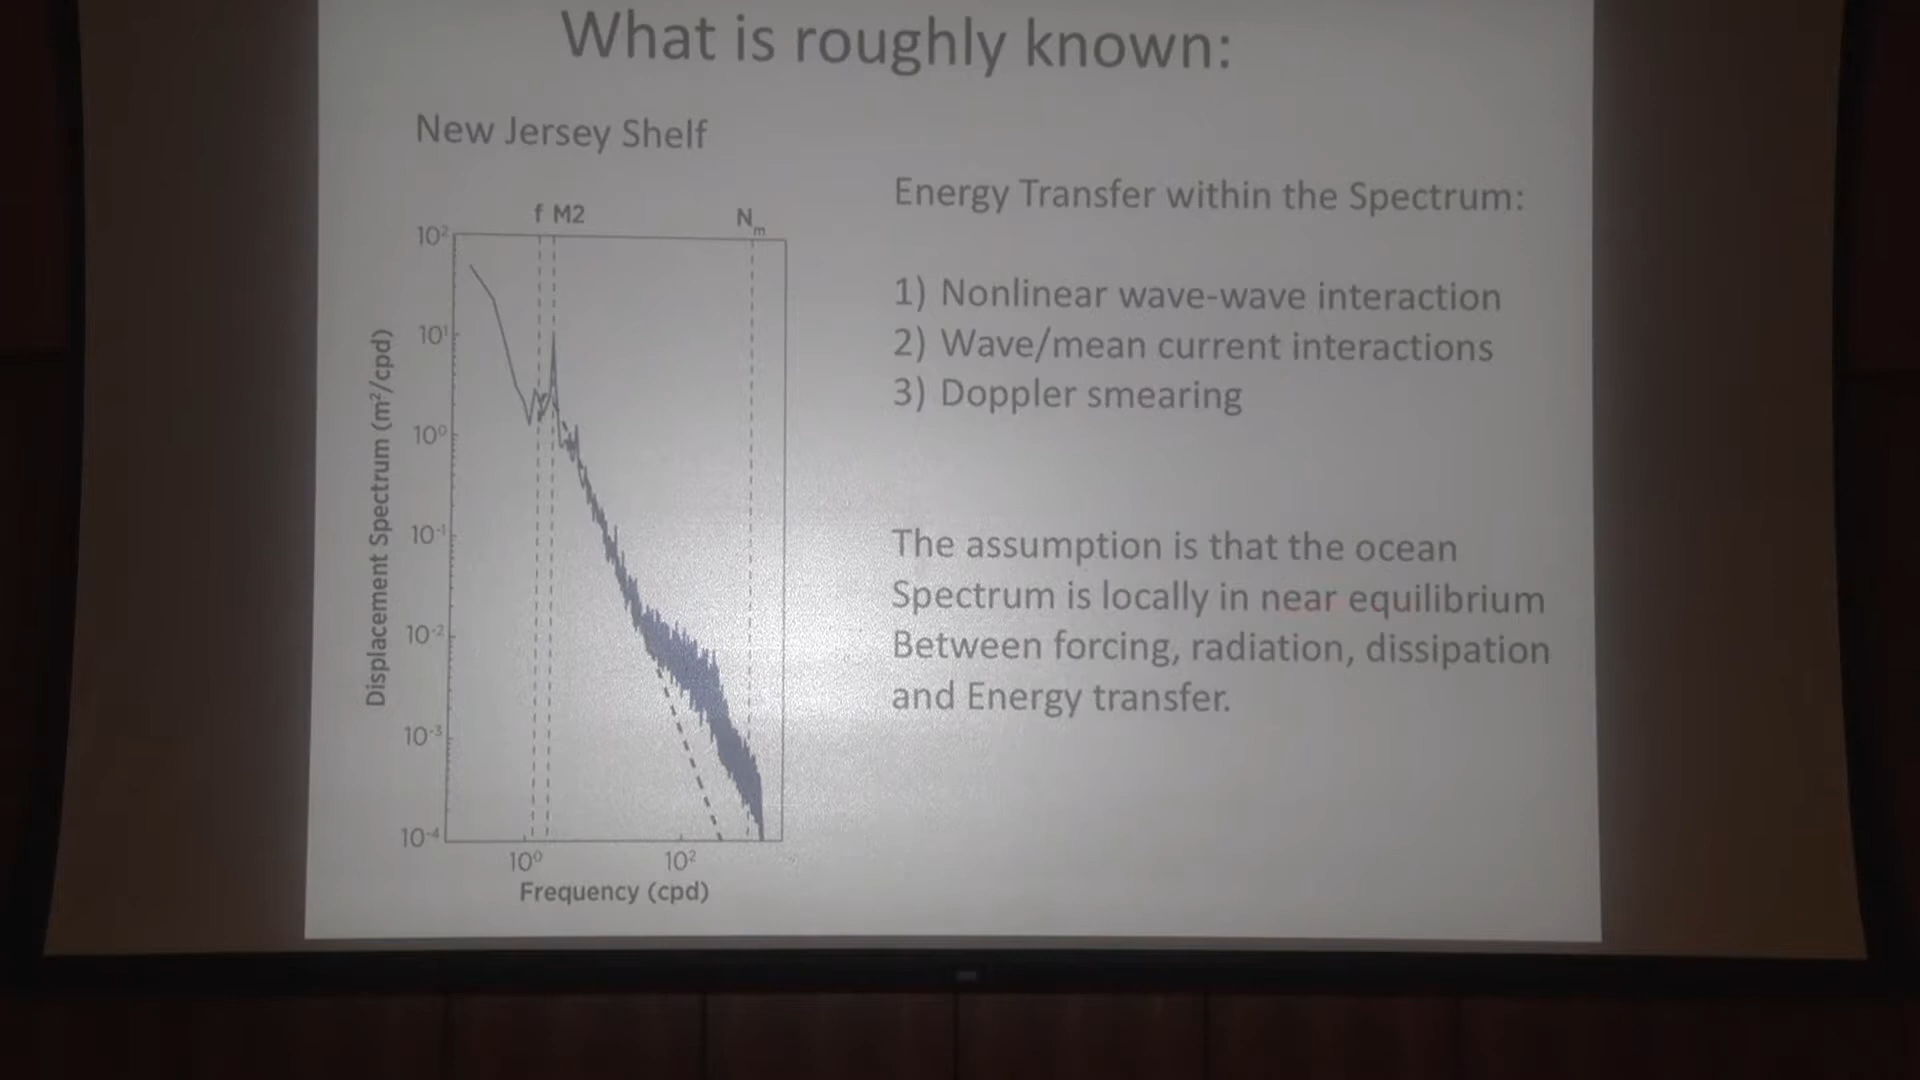 What is roughly known:
New Jersey Shelf
f M2
Nm
10²
10¹
10⁰
10⁻¹
10⁻²
10⁻³
10⁻⁴
Displacement Spectrum (m²/cpd)
10⁰
10²
Frequency (cpd)
Energy Transfer within the Spectrum:
1) Nonlinear wave-wave interaction
2) Wave/mean current interactions
3) Doppler smearing
The assumption is that the ocean
Spectrum is locally in near equilibrium
Between forcing, radiation, dissipation
and Energy transfer.